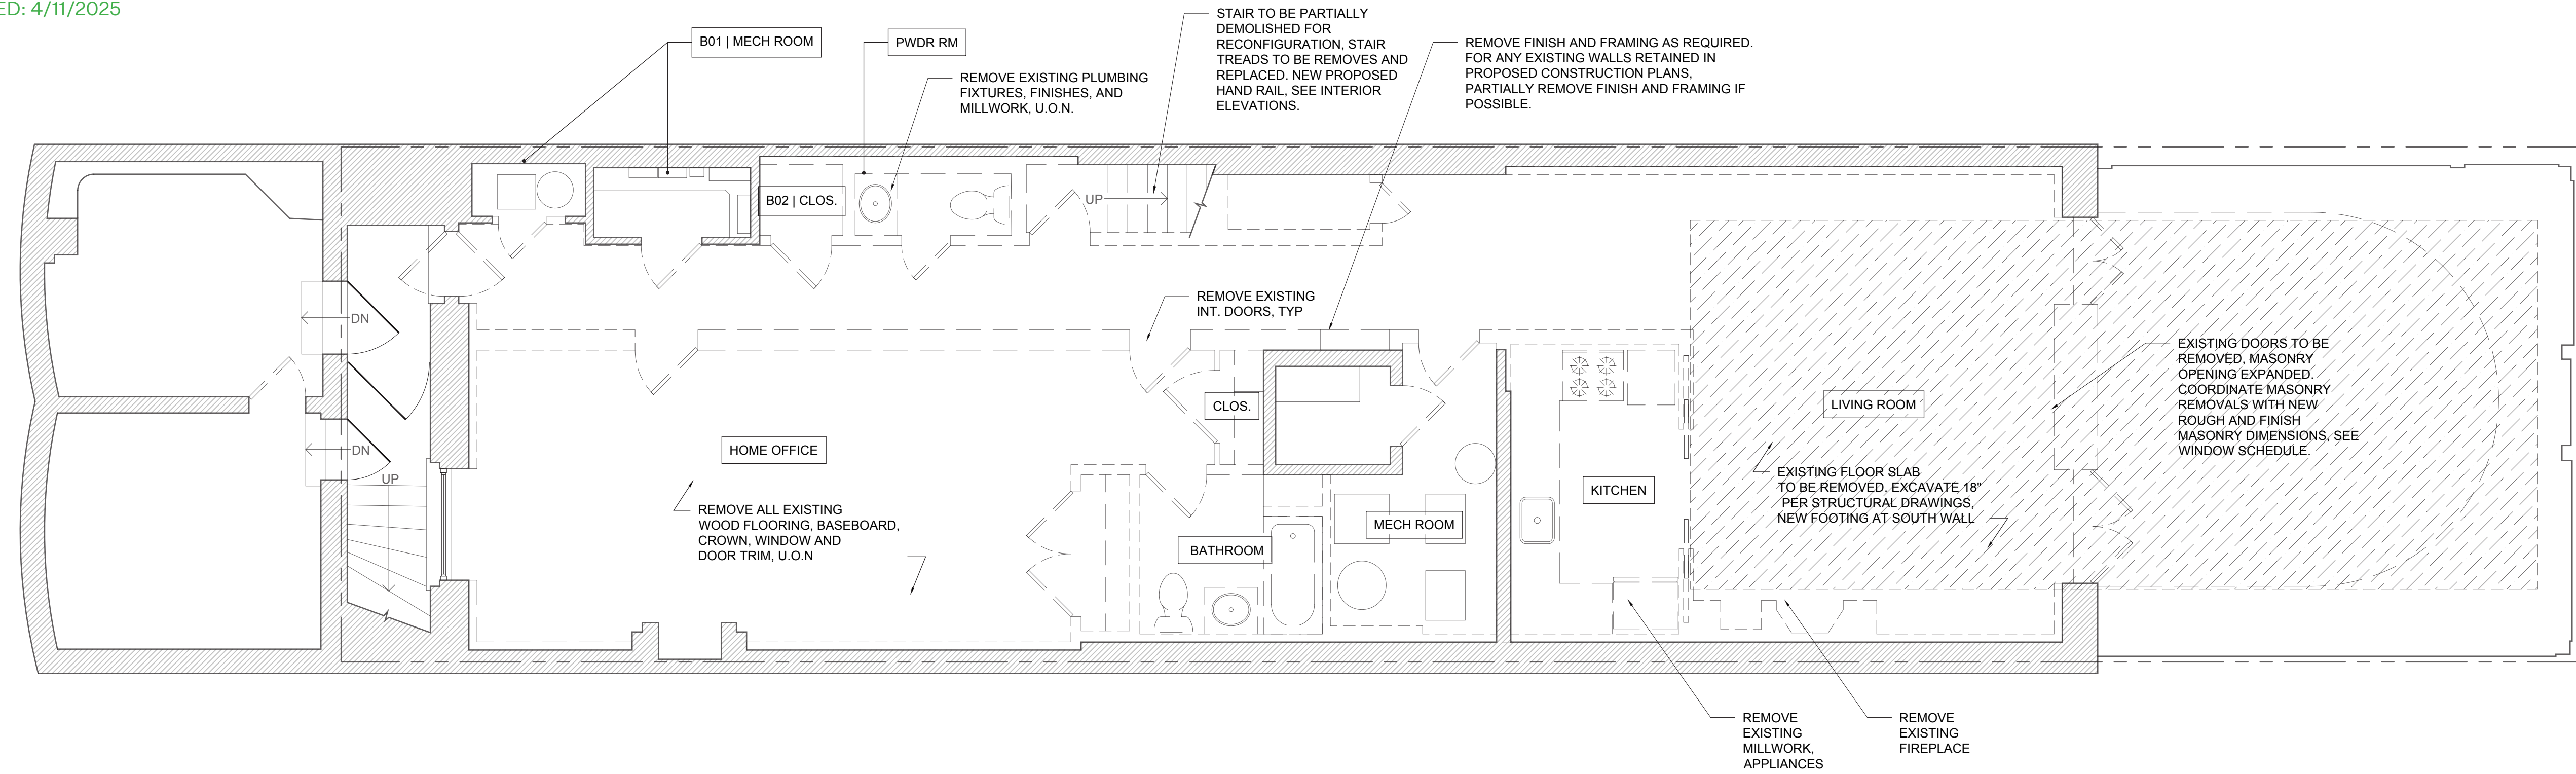 ED: 4/11/2025
B01 | MECH ROOM
PWDR RM
REMOVE EXISTING PLUMBING
FIXTURES, FINISHES, AND
MILLWORK, U.O.N.
STAIR TO BE PARTIALLY
DEMOLISHED FOR
RECONFIGURATION, STAIR
TREADS TO BE REMOVES AND
REPLACED. NEW PROPOSED
HAND RAIL, SEE INTERIOR
ELEVATIONS.
REMOVE FINISH AND FRAMING AS REQUIRED.
FOR ANY EXISTING WALLS RETAINED IN
PROPOSED CONSTRUCTION PLANS,
PARTIALLY REMOVE FINISH AND FRAMING IF
POSSIBLE.
B02 | CLOS.
UP
DN
REMOVE EXISTING
INT. DOORS, TYP
EXISTING DOORS TO BE
REMOVED, MASONRY
OPENING EXPANDED.
COORDINATE MASONRY
REMOVALS WITH NEW
ROUGH AND FINISH
MASONRY DIMENSIONS, SEE
WINDOW SCHEDULE.
CLOS.
LIVING ROOM
DN
HOME OFFICE
UP
EXISTING FLOOR SLAB
TO BE REMOVED. EXCAVATE 18"
PER STRUCTURAL DRAWINGS,
NEW FOOTING AT SOUTH WALL
KITCHEN
REMOVE ALL EXISTING
WOOD FLOORING, BASEBOARD,
CROWN, WINDOW AND
DOOR TRIM, U.O.N
MECH ROOM
BATHROOM
REMOVE
EXISTING
MILLWORK,
APPLIANCES
REMOVE
EXISTING
FIREPLACE